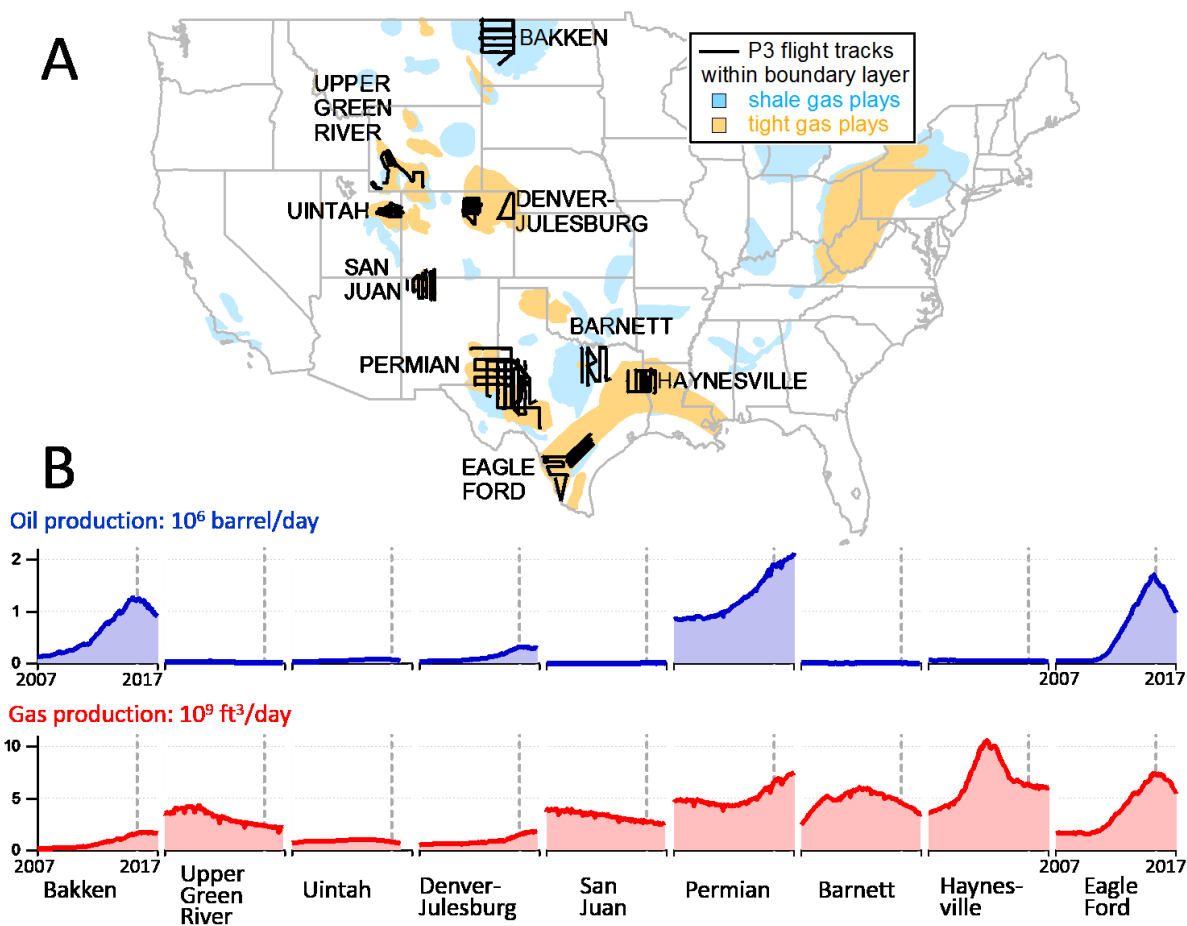 A
BAKKEN
P3 flight tracks
within boundary layer
shale gas plays
tight gas plays
UPPER
GREEN
RIVER
UINTAH
DENVER-
JULESBURG
SAN
JUAN
BARNETT
PERMIAN
HAYNESVILLE
EAGLE
FORD
B
Oil production: 10⁶ barrel/day
2
1
0
2007 2017 2007 2017
Gas production: 10⁹ ft³/day
10
5
0
2007 2017 2007 2017
Bakken
Upper
Green
River
Uintah
Denver-
Julesburg
San
Juan
Permian
Barnett
Haynes-
ville
Eagle
Ford